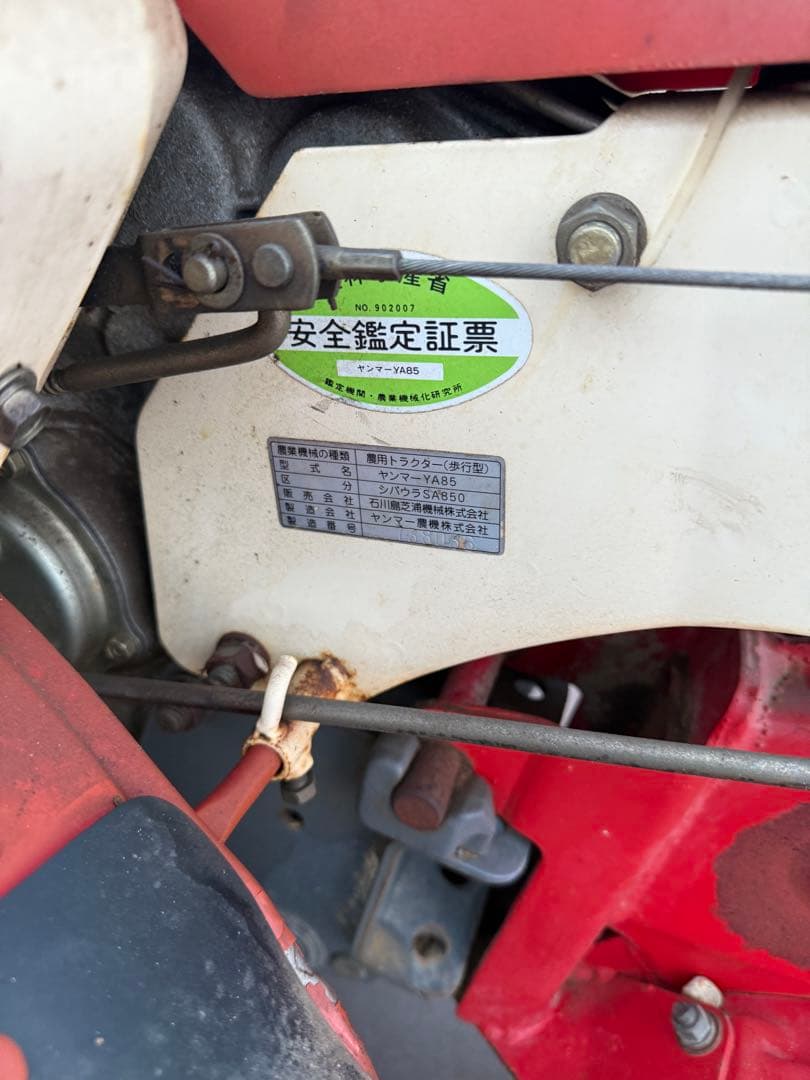 産省
NO.902007
安全鑑定証票
ヤンマーYA85
鑑定機関・農業機械化研究所
農業機械の種類 農用トラクター(歩行型)
型式名 ヤンマーYA85
区分 シバウラSA850
販売会社 石川島芝浦機械株式会社
製造会社 ヤンマー農機株式会社
製造番号